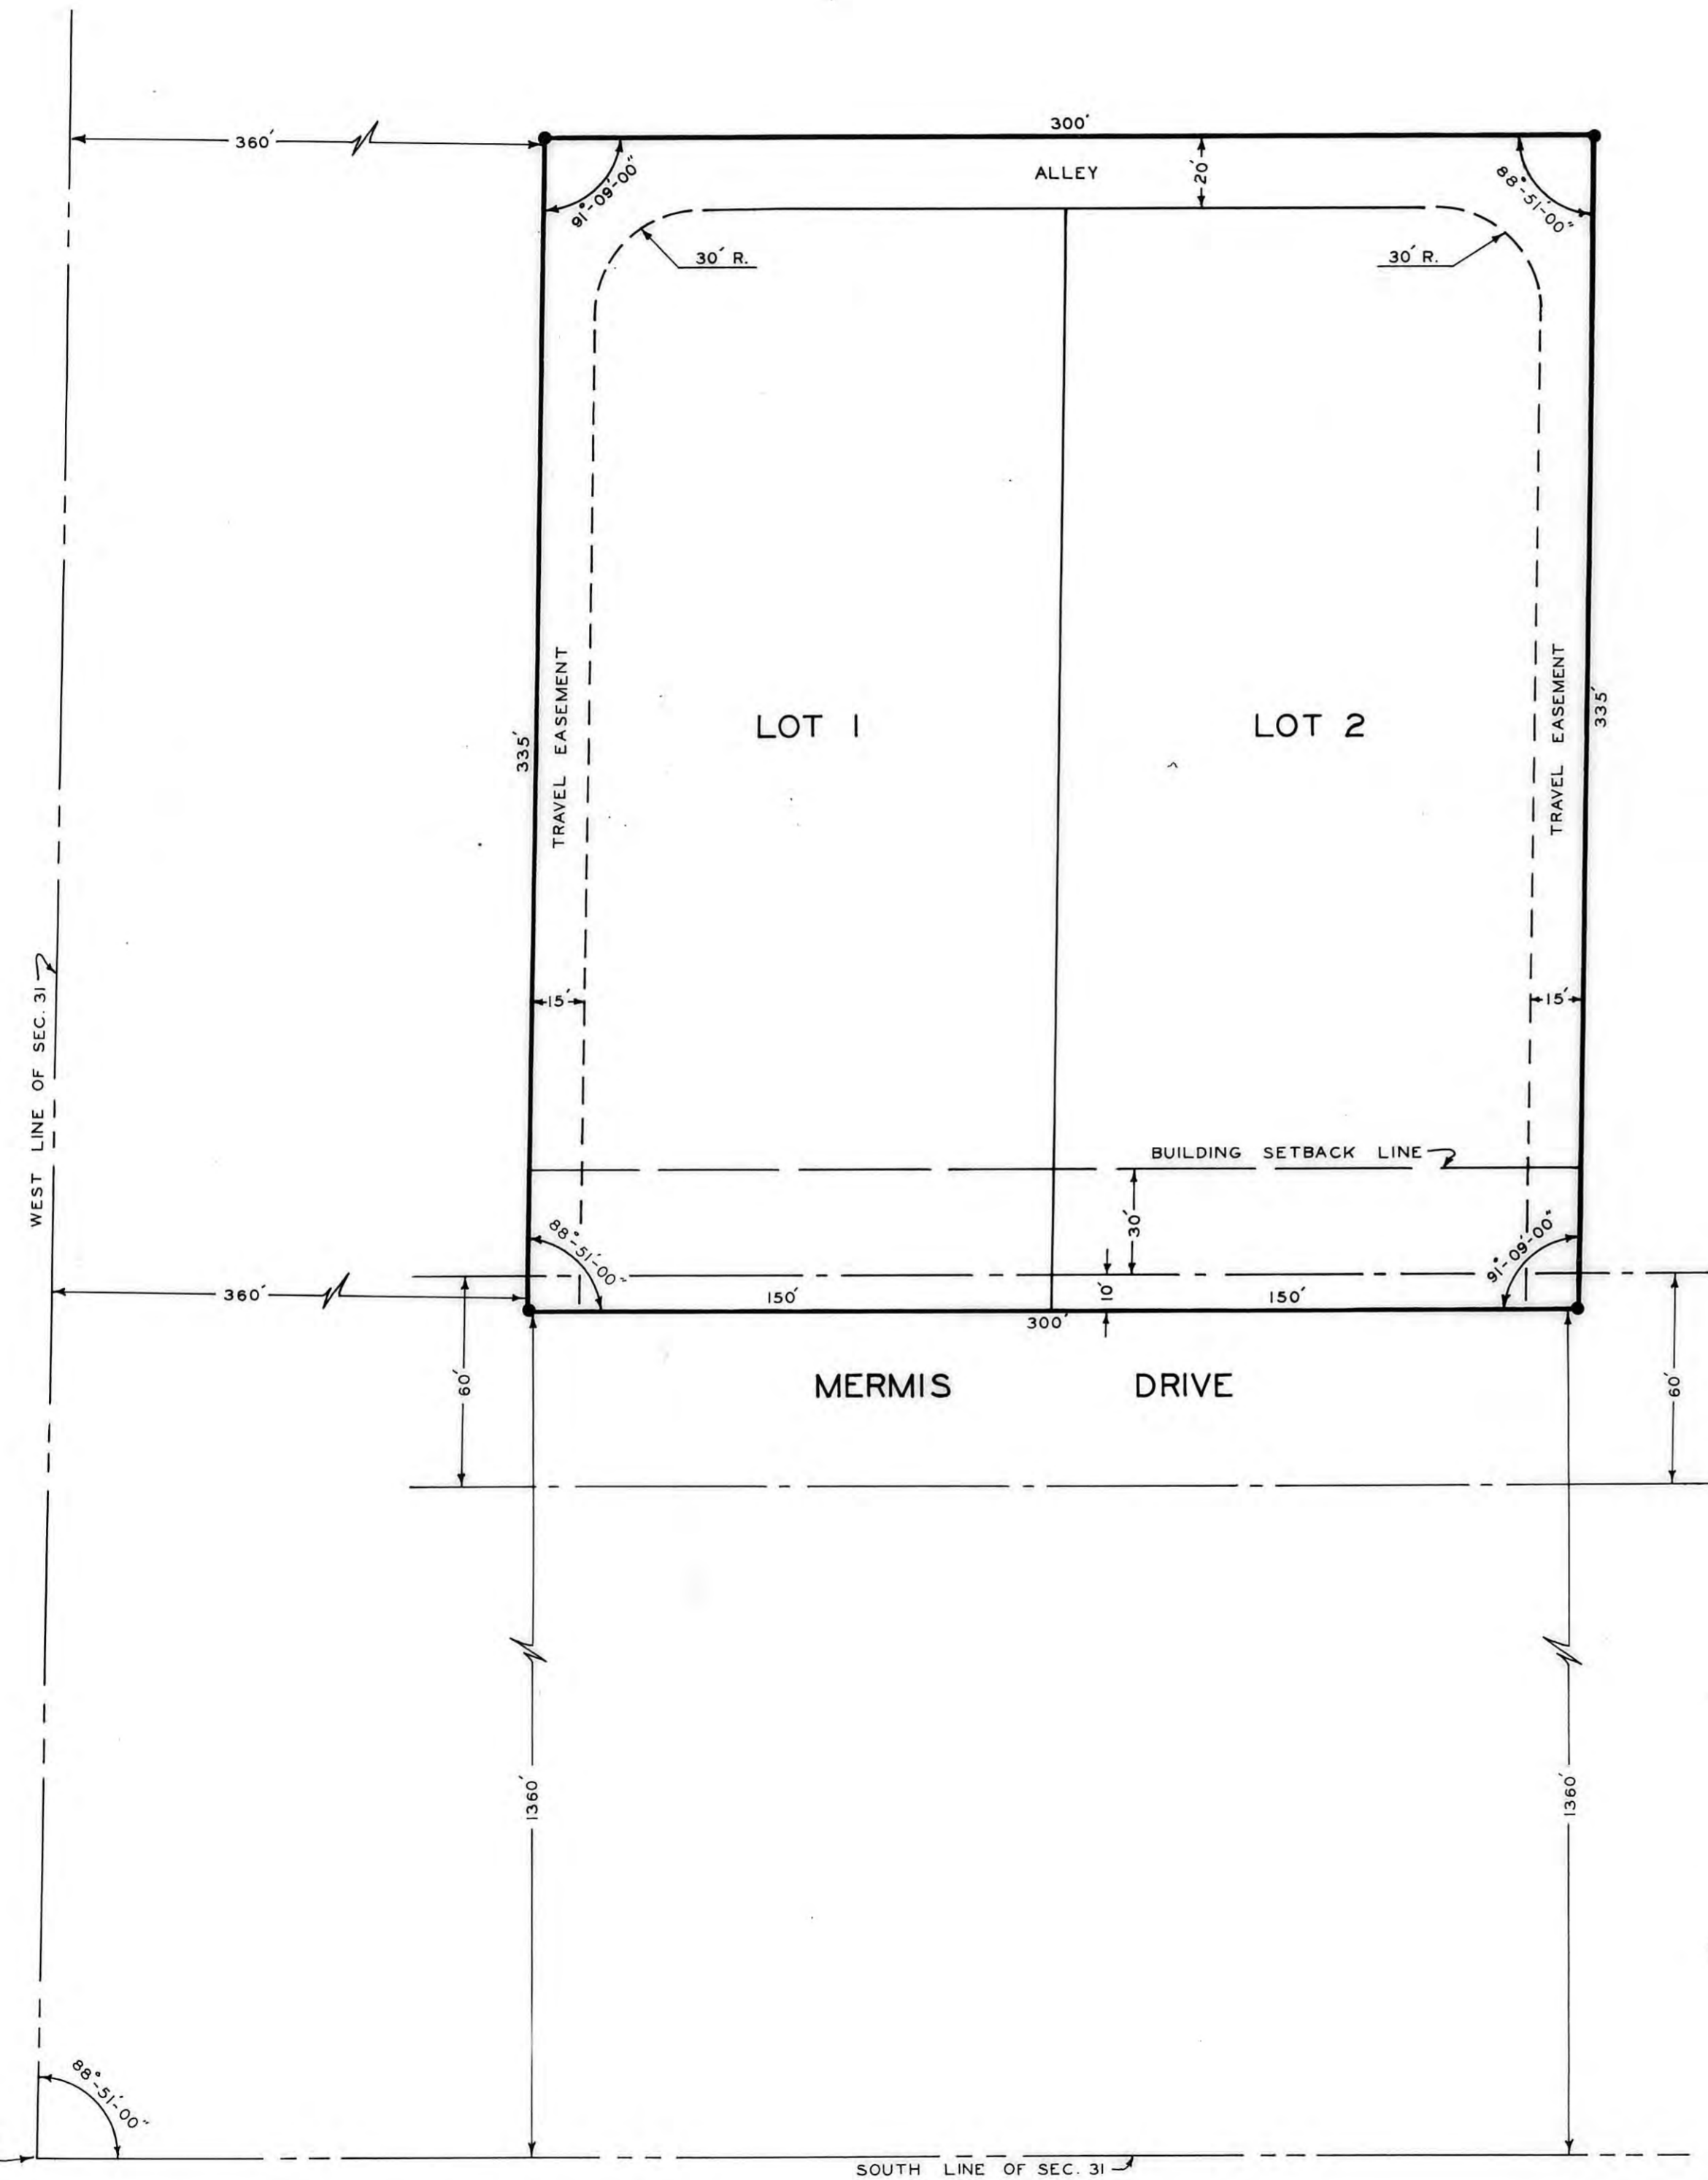 300'
360'
ALLEY
20'
91°-09'-00"
88°-51'-00"
30' R.
30' R.
TRAVEL EASEMENT
335'
LOT 1
LOT 2
TRAVEL EASEMENT
335'
15'
15'
WEST LINE OF SEC. 31
BUILDING SETBACK LINE
30'
88°-51'-00"
91°-09'-00"
360'
150'
10'
150'
300'
60'
MERMIS DRIVE
60'
1360'
1360'
88°-51'-00"
SOUTH LINE OF SEC. 31